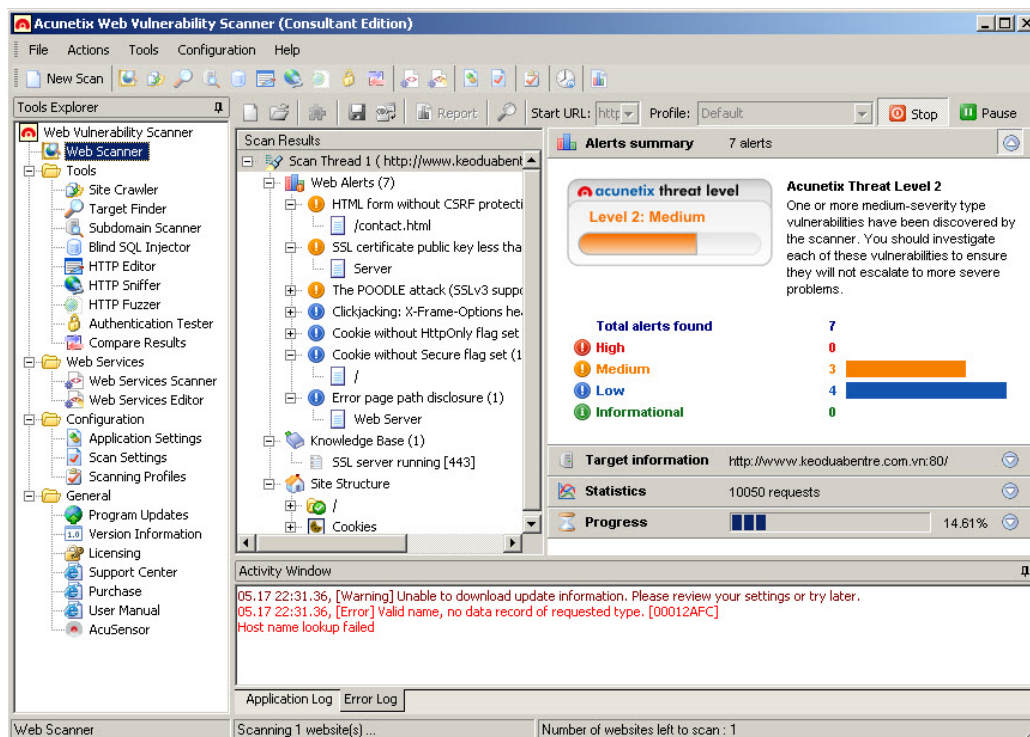 Acunetix Web Vulnerability Scanner (Consultant Edition)
File Actions Tools Configuration Help
New Scan
Tools Explorer
Web Vulnerability Scanner
Web Scanner
Tools
Site Crawler
Target Finder
Subdomain Scanner
Blind SQL Injector
HTTP Editor
HTTP Sniffer
HTTP Fuzzer
Authentication Tester
Compare Results
Web Services
Web Services Scanner
Web Services Editor
Configuration
Application Settings
Scan Settings
Scanning Profiles
General
Program Updates
1.0 Version Information
Licensing
Support Center
Purchase
User Manual
AcuSensor
Report Start URL: http Profile: Default Stop Pause
Scan Results
Scan Thread 1 ( http://www.keoduabent
Web Alerts (7)
HTML form without CSRF protecti
/contact.html
SSL certificate public key less tha
Server
The POODLE attack (SSLv3 suppo
Clickjacking: X-Frame-Options he
Cookie without HttpOnly flag set
Cookie without Secure flag set (1
/
Error page path disclosure (1)
Web Server
Knowledge Base (1)
SSL server running [443]
Site Structure
/
Cookies
Alerts summary 7 alerts
acunetix threat level
Level 2: Medium
Acunetix Threat Level 2
One or more medium-severity type
vulnerabilities have been discovered by
the scanner. You should investigate
each of these vulnerabilities to ensure
they will not escalate to more severe
problems.
Total alerts found 7
High 0
Medium 3
Low 4
Informational 0
Target information http://www.keoduabentre.com.vn:80/
Statistics 10050 requests
Progress 14.61%
Activity Window
05.17 22:31.36, [Warning] Unable to download update information. Please review your settings or try later.
05.17 22:31.36, [Error] Valid name, no data record of requested type. [00012AFC]
Host name lookup failed
Application Log Error Log
Web Scanner Scanning 1 website(s) ... Number of websites left to scan : 1